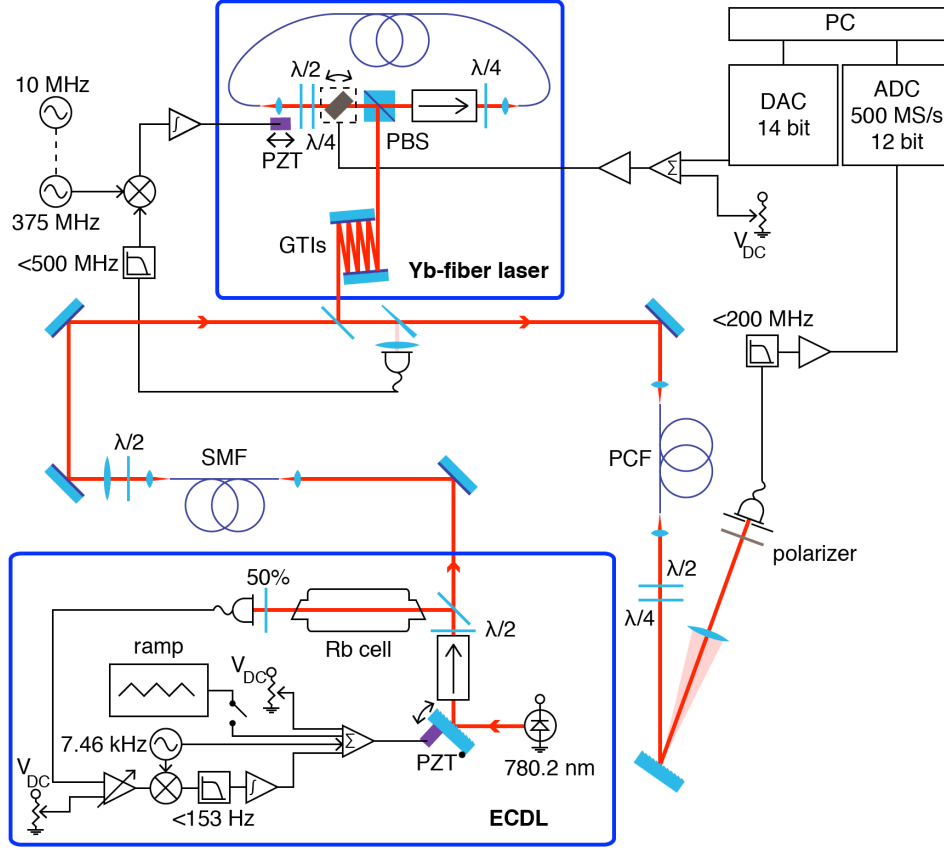 PC
10 MHz
λ/2
λ/4
DAC
14 bit
ADC
500 MS/s
12 bit
∫
PZT
λ/4
PBS
Σ
375 MHz
V_DC
<500 MHz
GTIs
Yb-fiber laser
<200 MHz
λ/2
SMF
PCF
polarizer
50%
λ/2
λ/4
Rb cell
λ/2
ramp
V_DC
7.46 kHz
Σ
PZT
780.2 nm
V_DC
∫
<153 Hz
ECDL